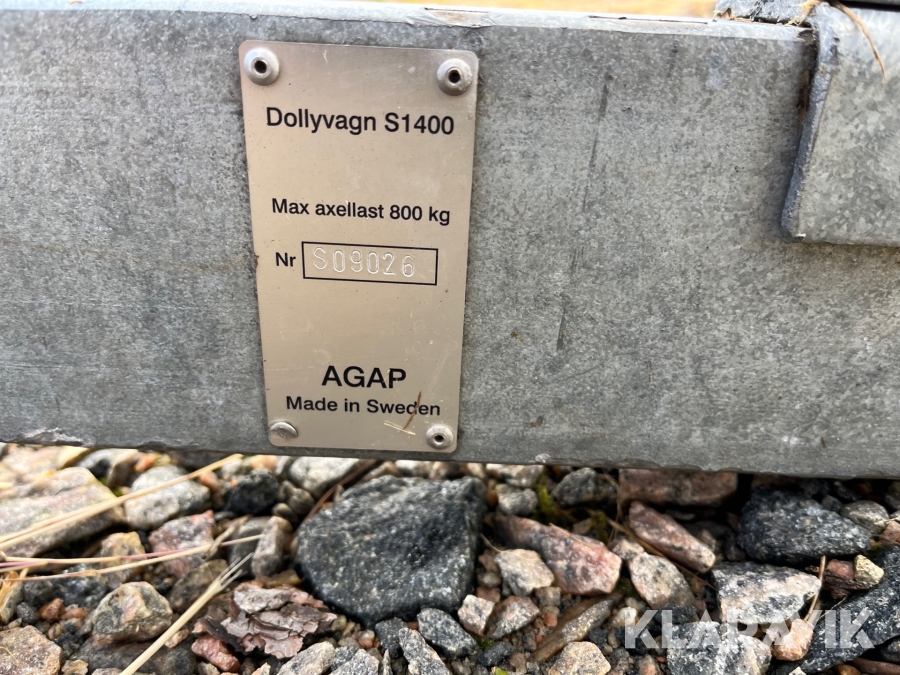 Dollyvagn S1400
Max axellast 800 kg
Nr S09026
AGAP
Made in Sweden
KLARAVIK